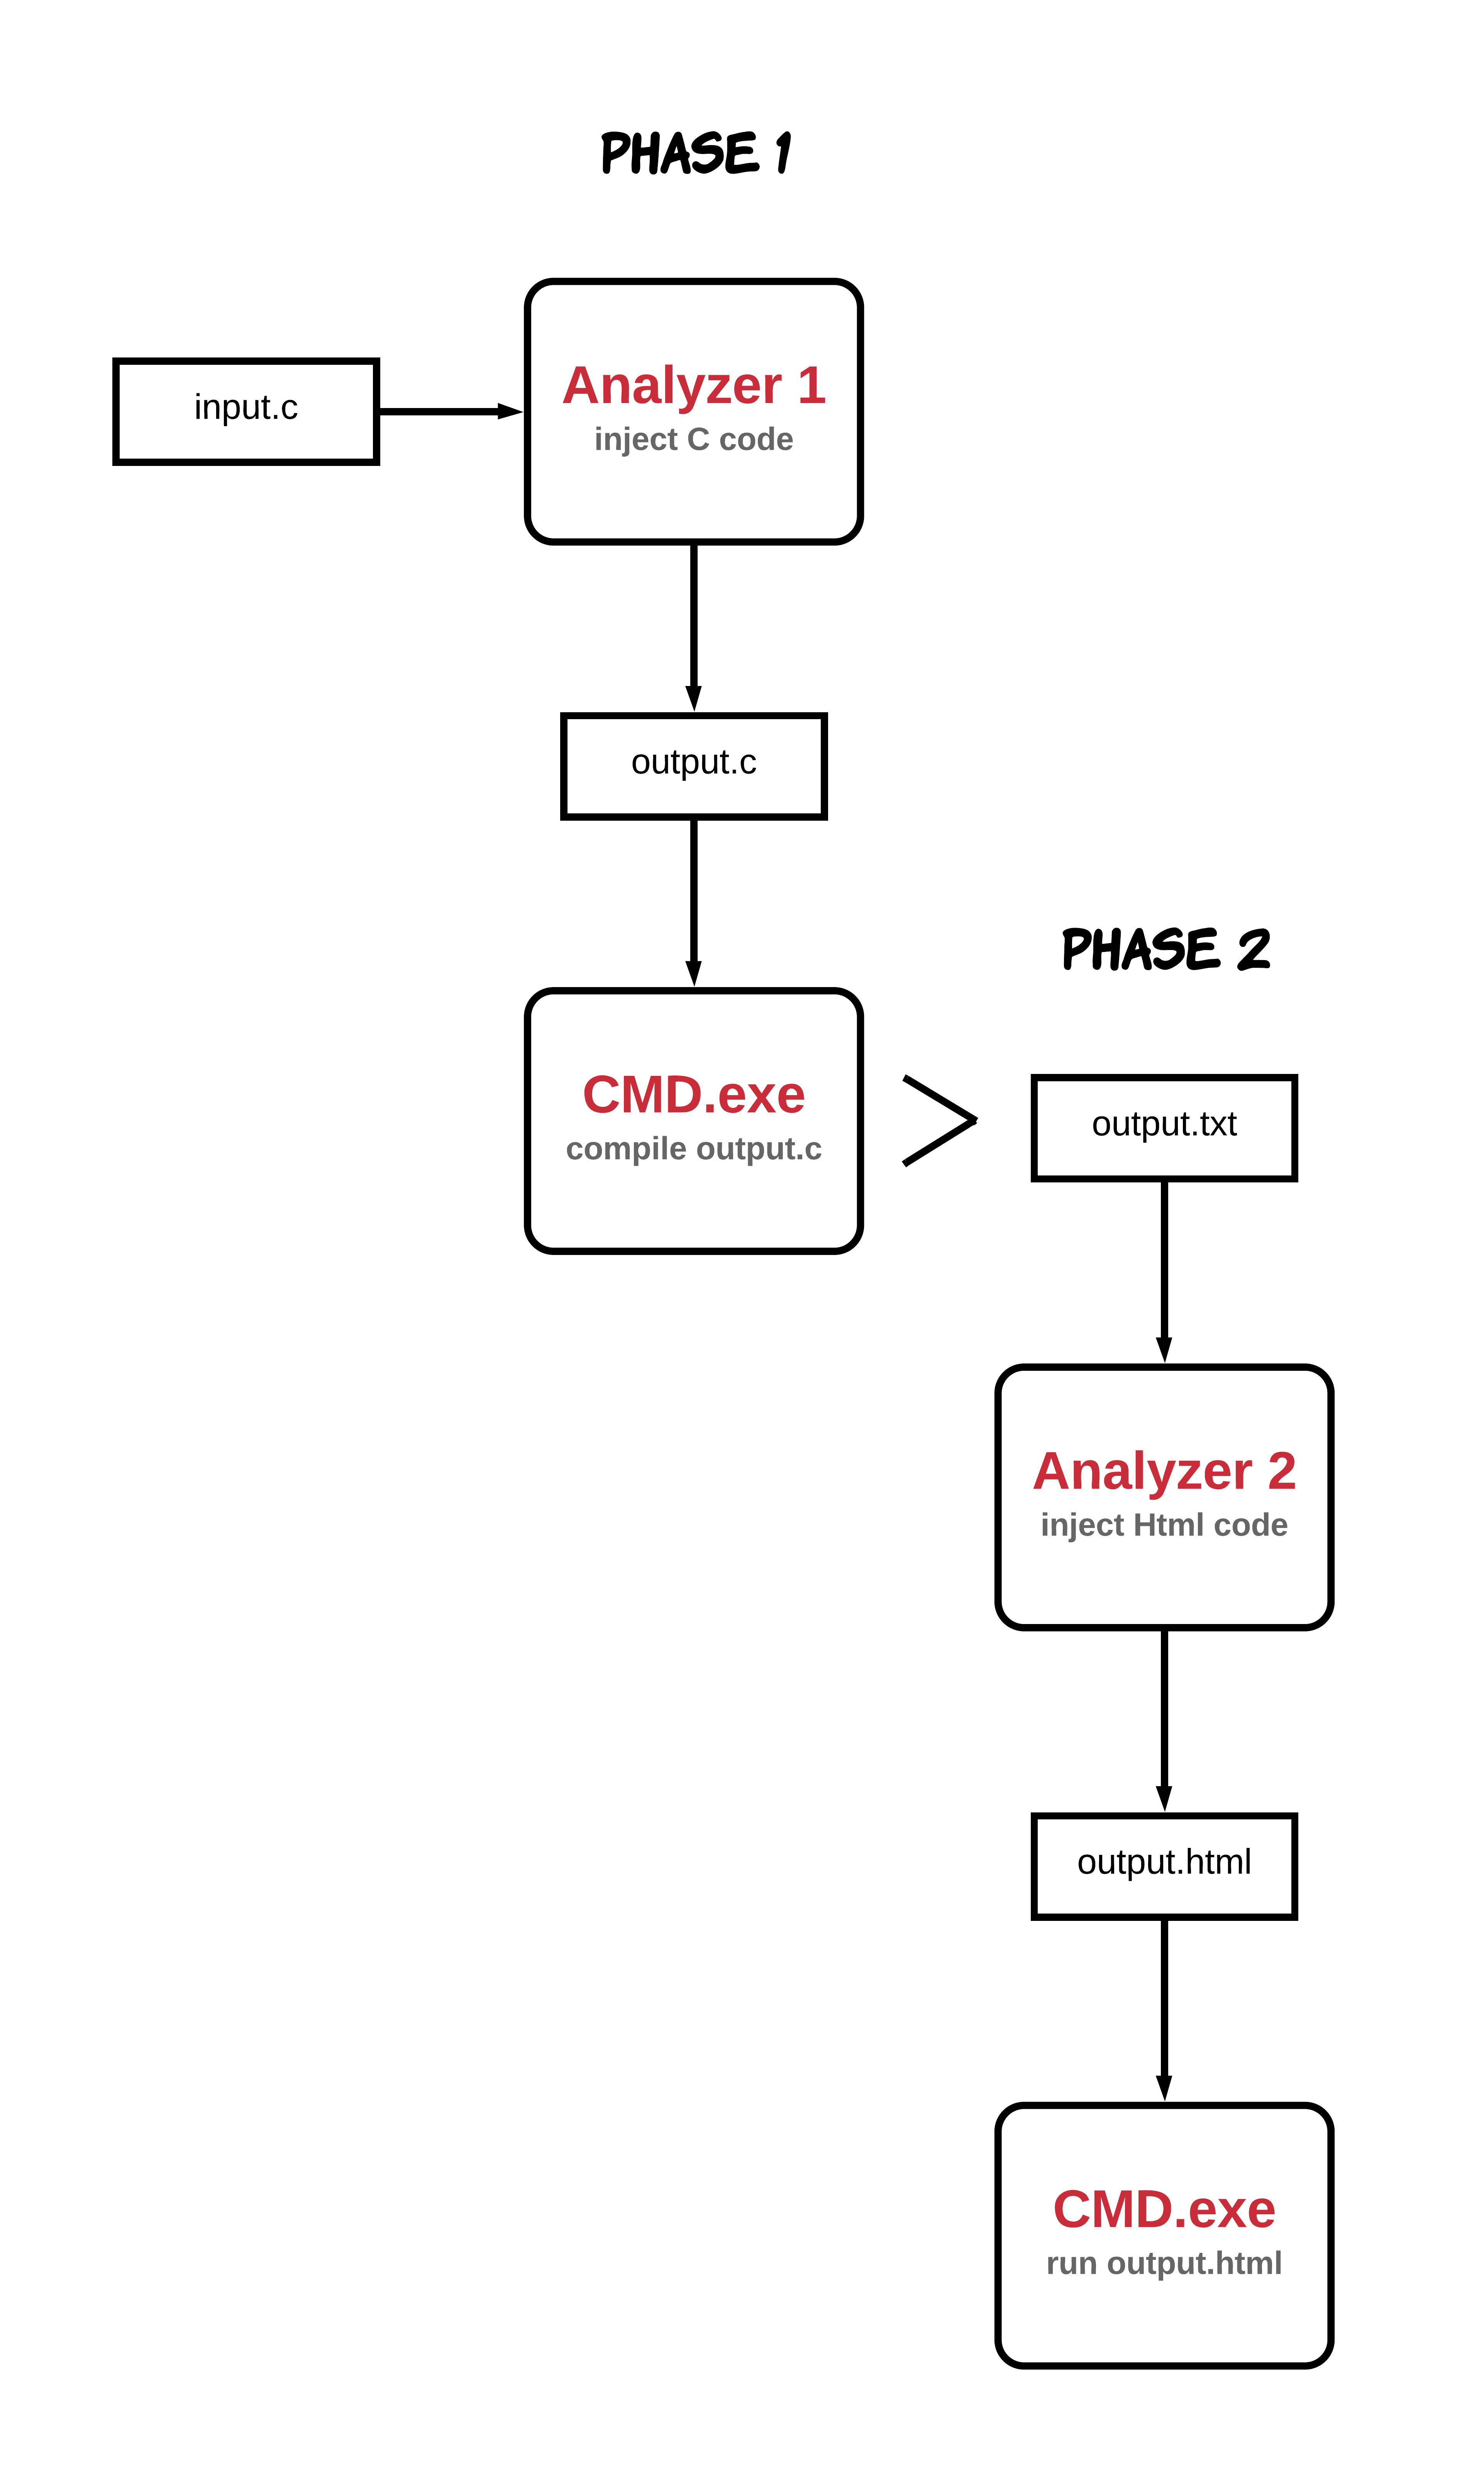 PHASE 1
input.c
Analyzer 1
inject C code
output.c
CMD.exe
compile output.c
PHASE 2
output.txt
Analyzer 2
inject Html code
output.html
CMD.exe
run output.html